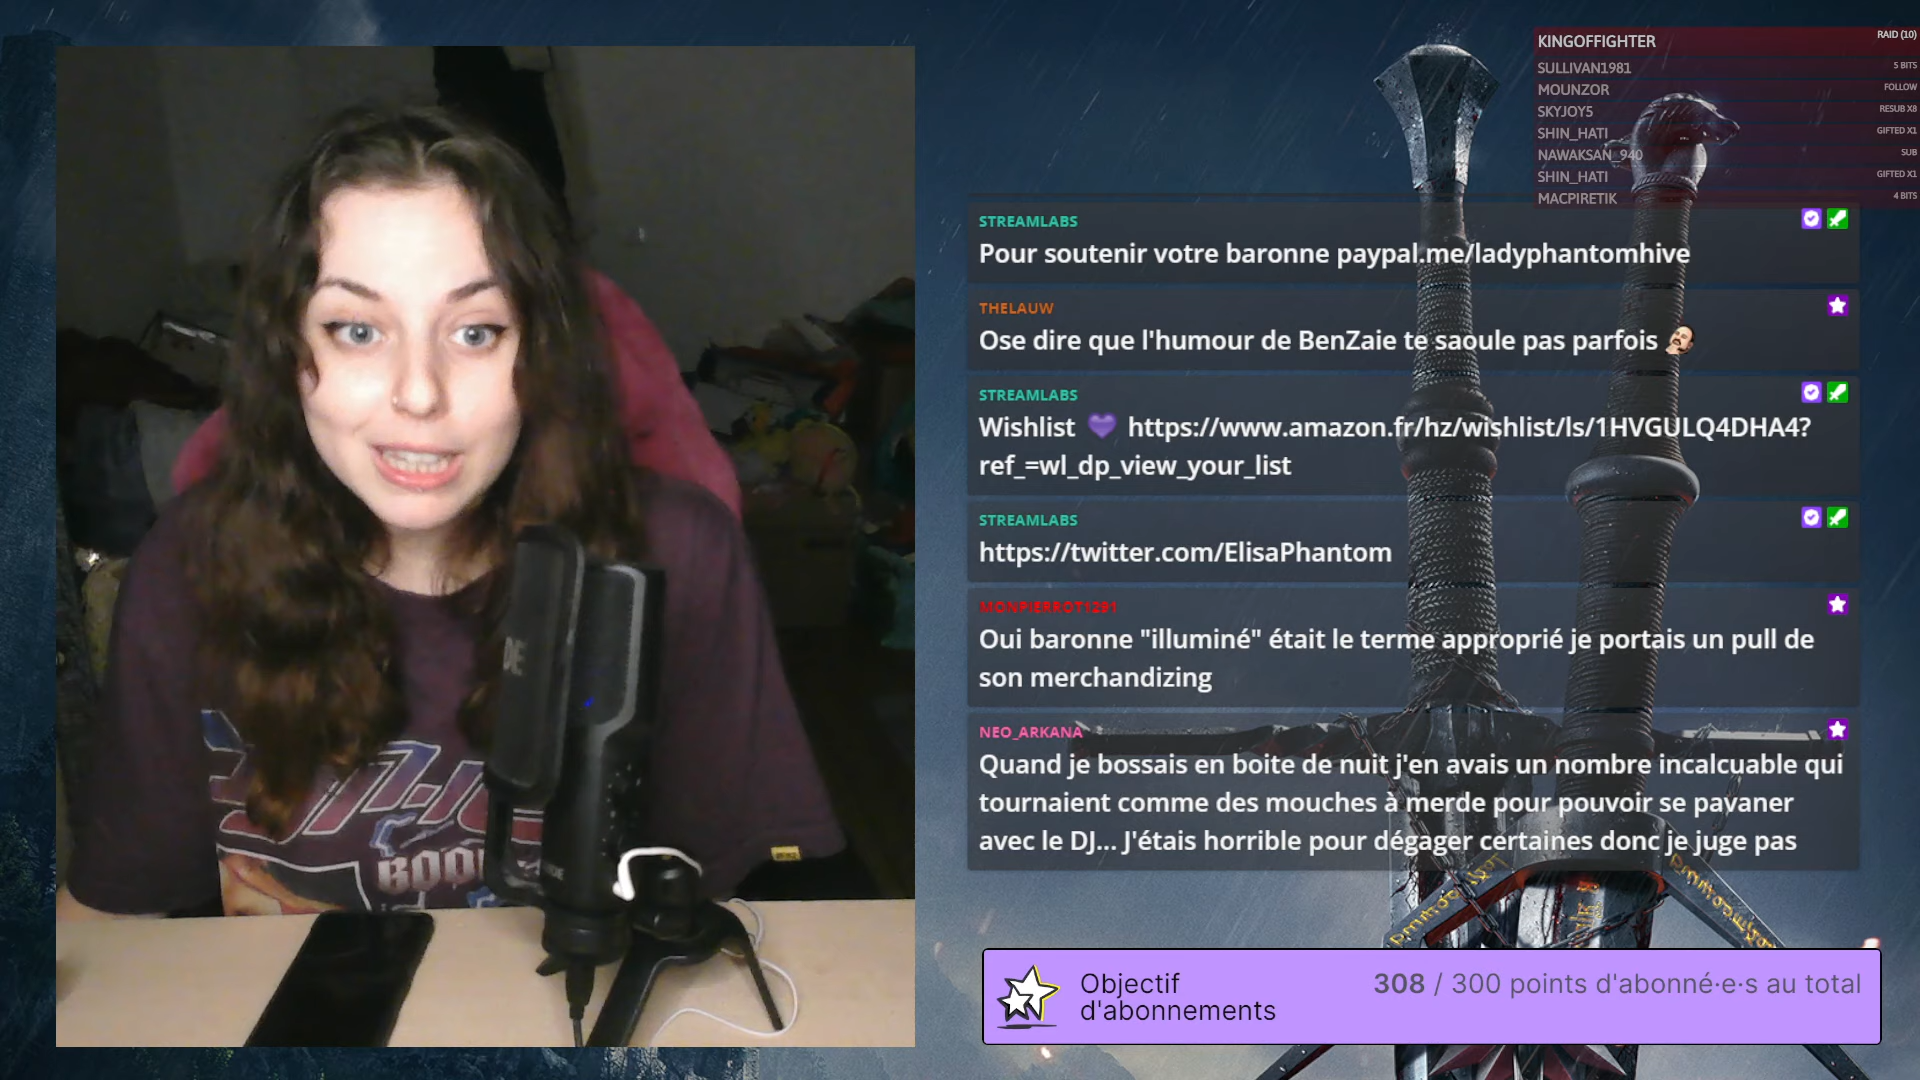 KINGOFFIGHTER RAID (10)
SULLIVAN1981 5 BITS
MOUNZOR FOLLOW
SKYJOY5 RESUB X8
SHIN_HATI GIFTED X1
NAWAKSAN_940 SUB
SHIN_HATI GIFTED X1
MACPIRETIK 4 BITS
STREAMLABS
Pour soutenir votre baronne paypal.me/ladyphantomhive
THELAUW
Ose dire que l'humour de BenZaie te saoule pas parfois
STREAMLABS
Wishlist 💜 https://www.amazon.fr/hz/wishlist/ls/1HVGULQ4DHA4?
ref_=wl_dp_view_your_list
STREAMLABS
https://twitter.com/ElisaPhantom
MONPIERROT1291
Oui baronne "illuminé" était le terme approprié je portais un pull de
son merchandizing
NEO_ARKANA
Quand je bossais en boite de nuit j'en avais un nombre incalcuable qui
tournaient comme des mouches à merde pour pouvoir se pavaner
avec le DJ... J'étais horrible pour dégager certaines donc je juge pas
Objectif
d'abonnements
308 / 300 points d'abonné·e·s au total